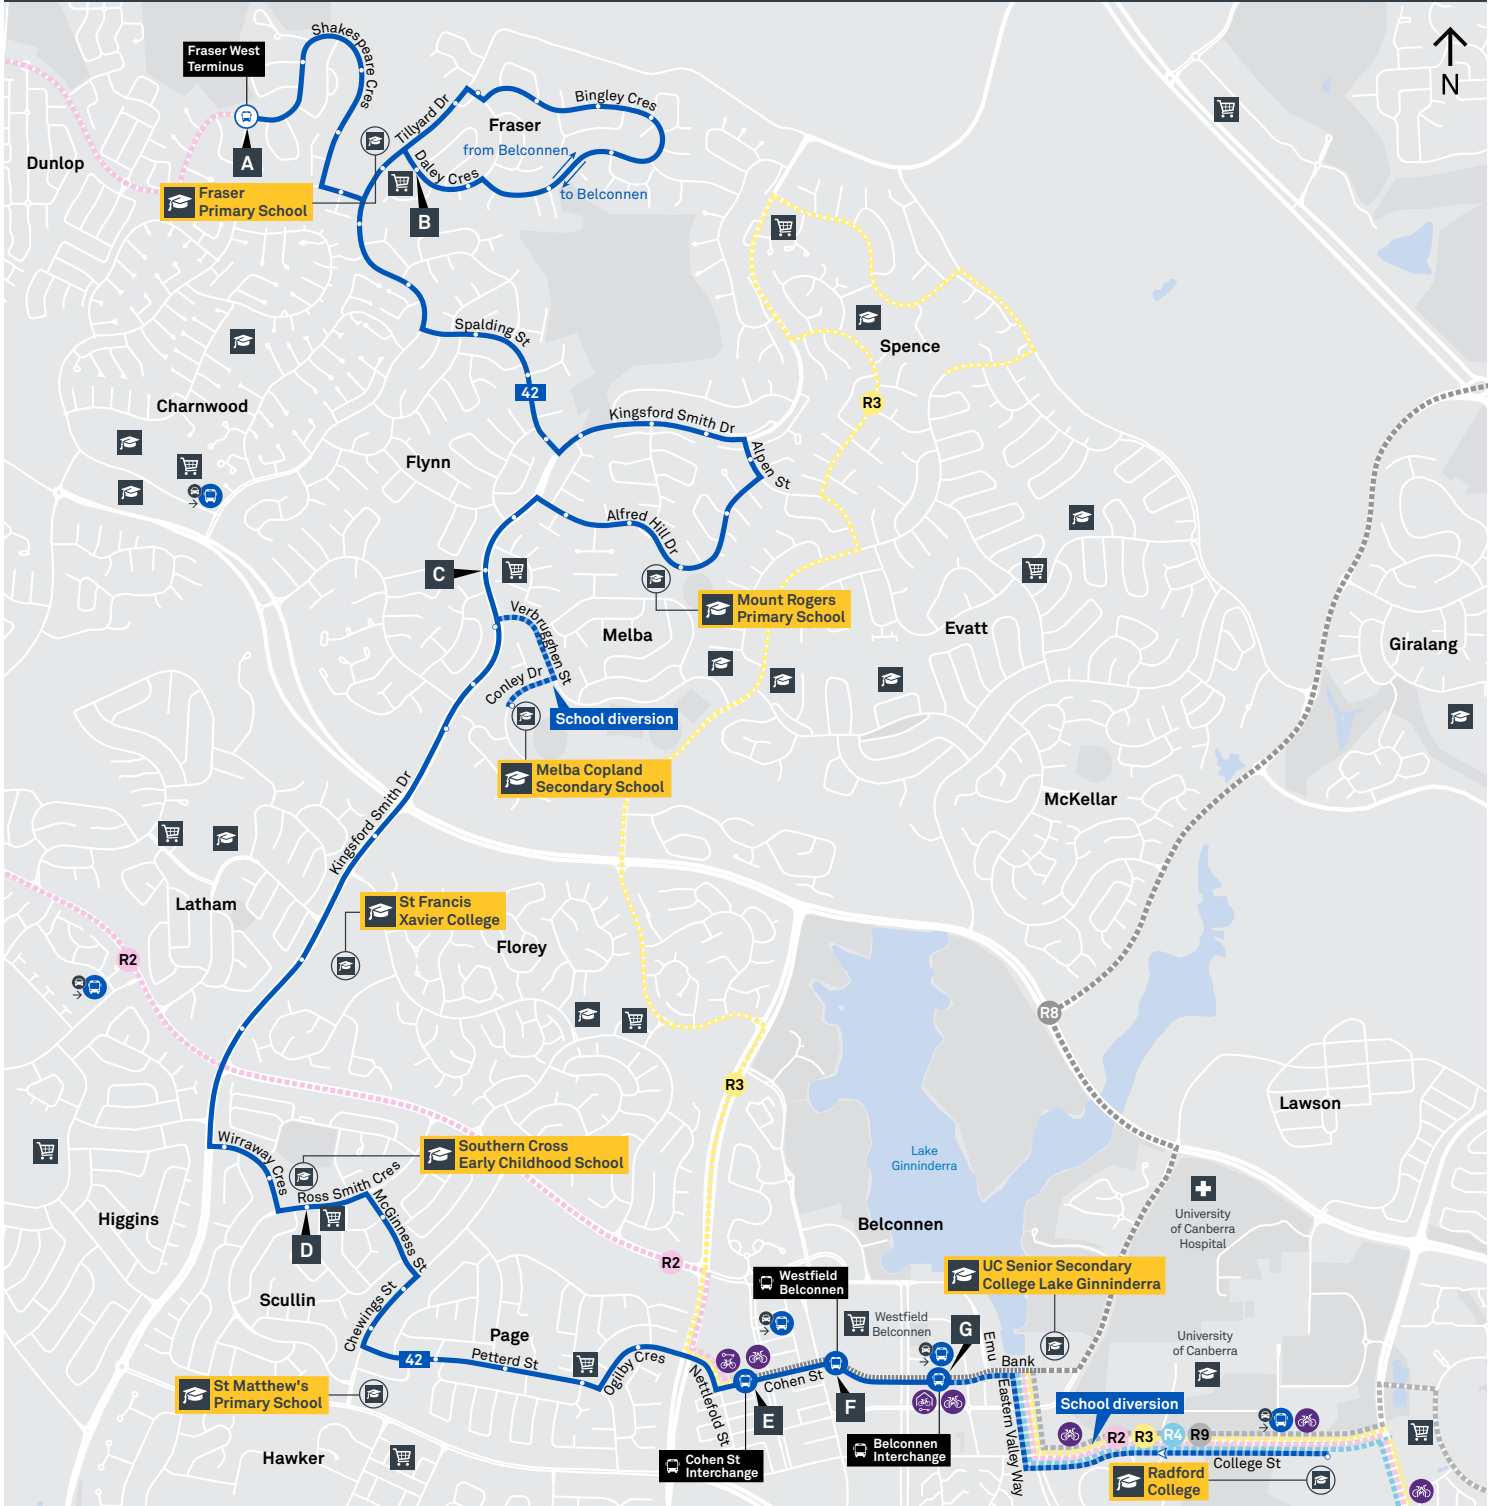 Shakespeare Cres
Fraser West
Terminus
N
Tillyard Dr
Bingley Cres
Fraser
from Belconnen
Dunlop
A
Daley Cres
to Belconnen
Fraser
Primary School
B
Spalding St
Spence
42
R3
Charnwood
Kingsford Smith Dr
Alpen St
Flynn
Alfred Hill Dr
C
Mount Rogers
Primary School
Verbrugghen St
Melba
Evatt
Giralang
Conley Dr
School diversion
Melba Copland
Secondary School
McKellar
Kingsford Smith Dr
Latham
St Francis
Xavier College
Florey
R2
R8
R3
Lawson
Wirraway Cres
Southern Cross
Early Childhood School
Lake
Ginninderra
Ross Smith Cres
McGinness St
Higgins
D
Belconnen
University
of Canberra
Hospital
R2
Westfield
Belconnen
UC Senior Secondary
College Lake Ginninderra
Scullin
Chewings St
Westfield
Belconnen
G
Page
Emu
Bank
University
of Canberra
42
Petterd St
Ogilby Cres
Nettlefold St
Cohen St
Eastern Valley Way
St Matthew's
Primary School
E
F
School diversion
R2
R3
R4
R9
Hawker
Cohen St
Interchange
Belconnen
Interchange
College St
Radford
College